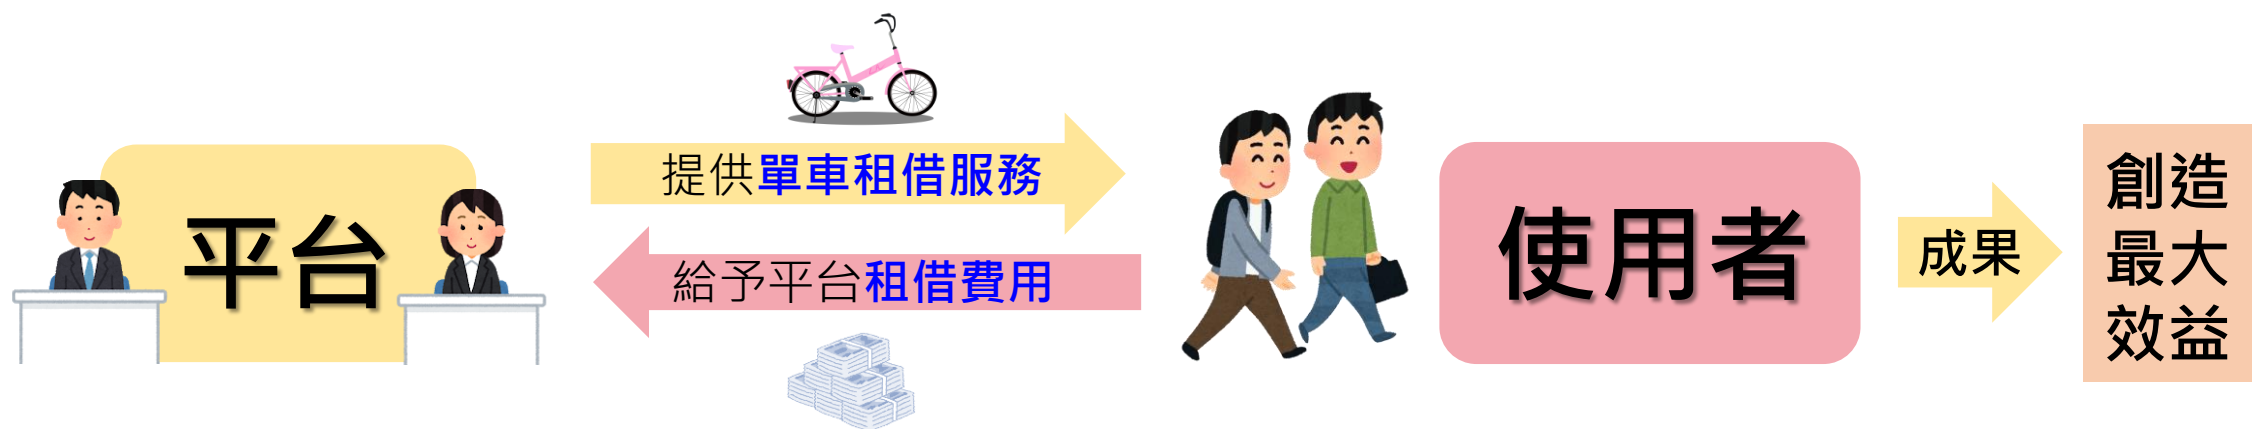 平台
提供單車租借服務
給予平台租借費用
使用者
成果
創造
最大
效益